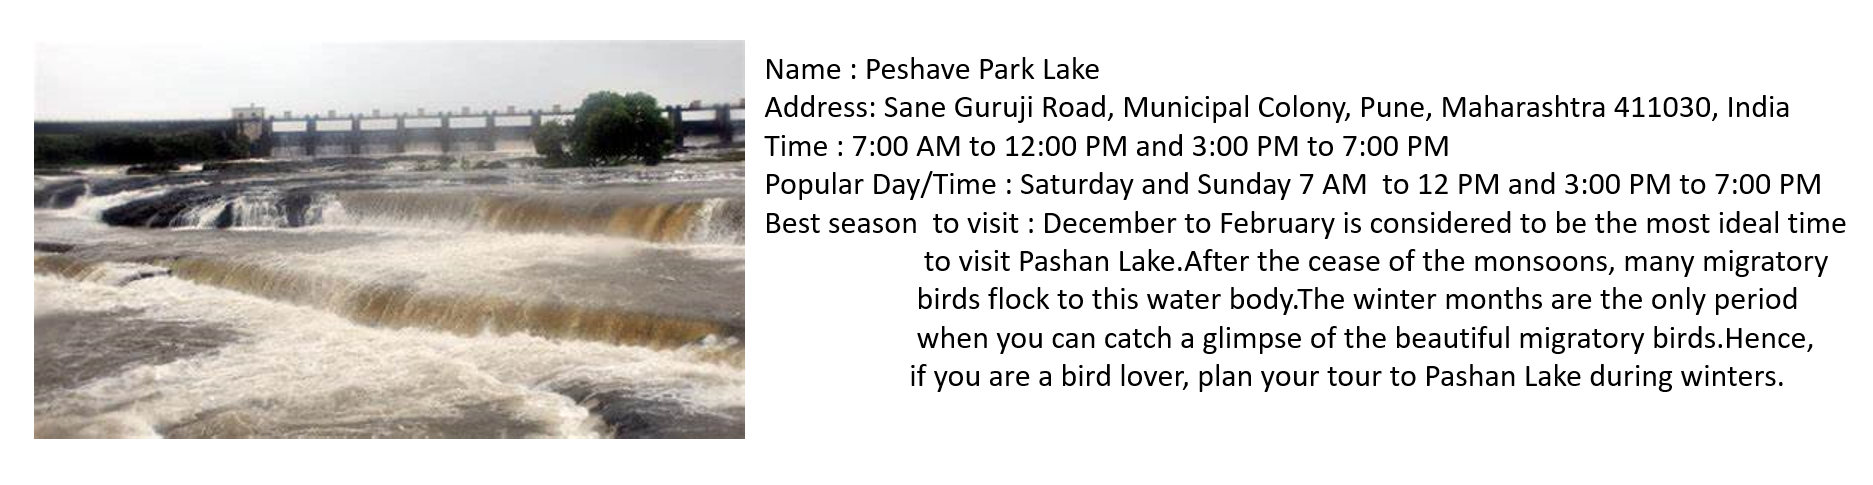 Name : Peshave Park Lake
Address: Sane Guruji Road, Municipal Colony, Pune, Maharashtra 411030, India
Time : 7:00 AM to 12:00 PM and 3:00 PM to 7:00 PM
Popular Day/Time : Saturday and Sunday 7 AM  to 12 PM and 3:00 PM to 7:00 PM
Best season  to visit : December to February is considered to be the most ideal time
to visit Pashan Lake.After the cease of the monsoons, many migratory
birds flock to this water body.The winter months are the only period
when you can catch a glimpse of the beautiful migratory birds.Hence,
if you are a bird lover, plan your tour to Pashan Lake during winters.